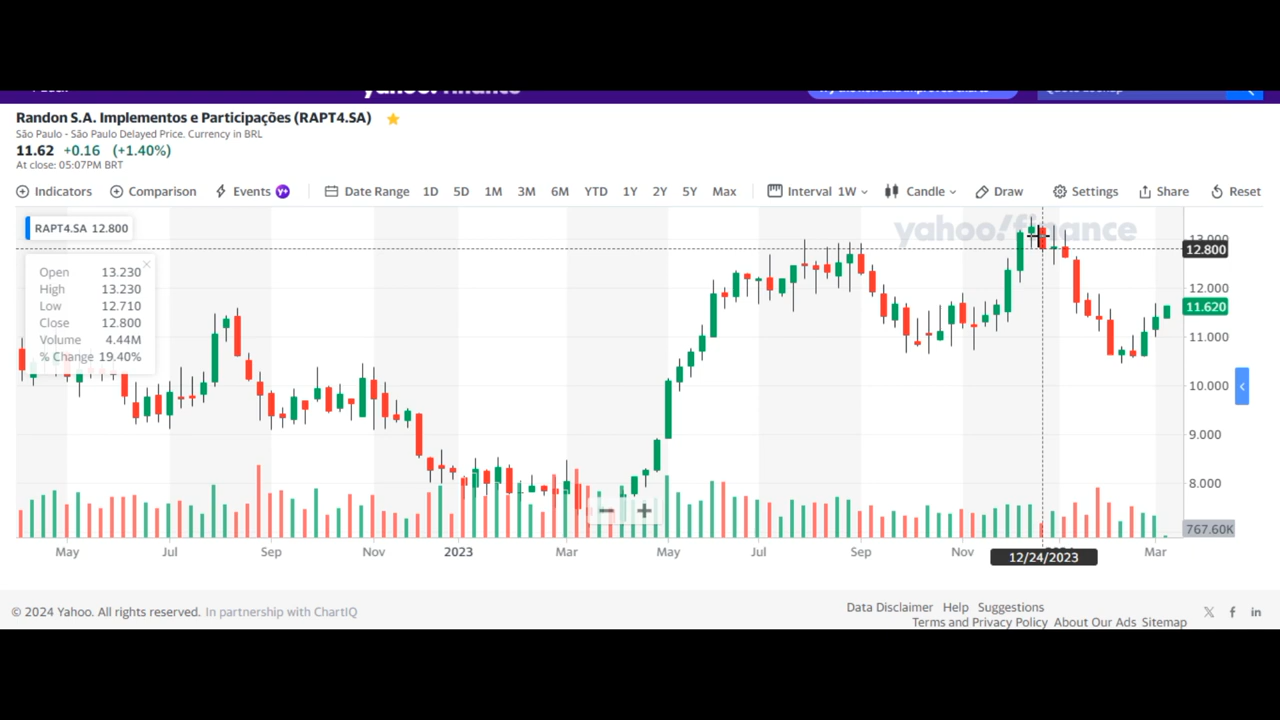 yahoo! finance
Randon S.A. Implementos e Participações (RAPT4.SA)
São Paulo - São Paulo Delayed Price. Currency in BRL
11.62 +0.16 (+1.40%)
At close: 05:07PM BRT
Indicators Comparison Events Y+ Date Range 1D 5D 1M 3M 6M YTD 1Y 2Y 5Y Max Interval 1W Candle Draw Settings Share Reset
RAPT4.SA 12.800
yahoo!finance
Open 13.230
High 13.230
Low 12.710
Close 12.800
Volume 4.44M
% Change 19.40%
13.000
12.800
12.000
11.620
11.000
10.000
9.000
8.000
767.60K
May Jul Sep Nov 2023 Mar May Jul Sep Nov 12/24/2023 Mar
© 2024 Yahoo. All rights reserved. In partnership with ChartIQ
Data Disclaimer Help Suggestions
Terms and Privacy Policy About Our Ads Sitemap